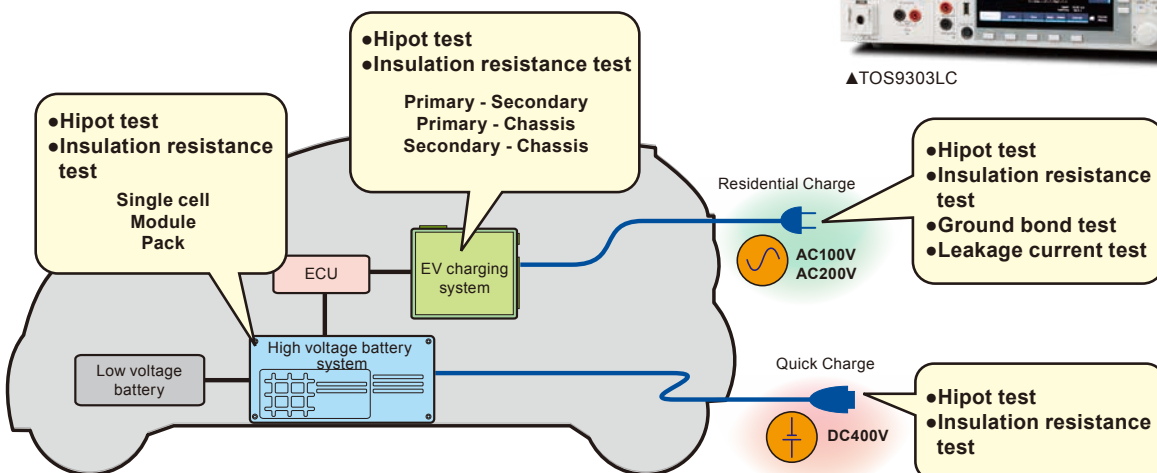 ▲TOS9303LC
●Hipot test
●Insulation resistance test
Primary - Secondary
Primary - Chassis
Secondary - Chassis
●Hipot test
●Insulation resistance
test
Single cell
Module
Pack
Residential Charge
AC100V
AC200V
●Hipot test
●Insulation resistance
test
●Ground bond test
●Leakage current test
ECU
EV charging
system
High voltage battery
system
Low voltage
battery
Quick Charge
DC400V
●Hipot test
●Insulation resistance
test